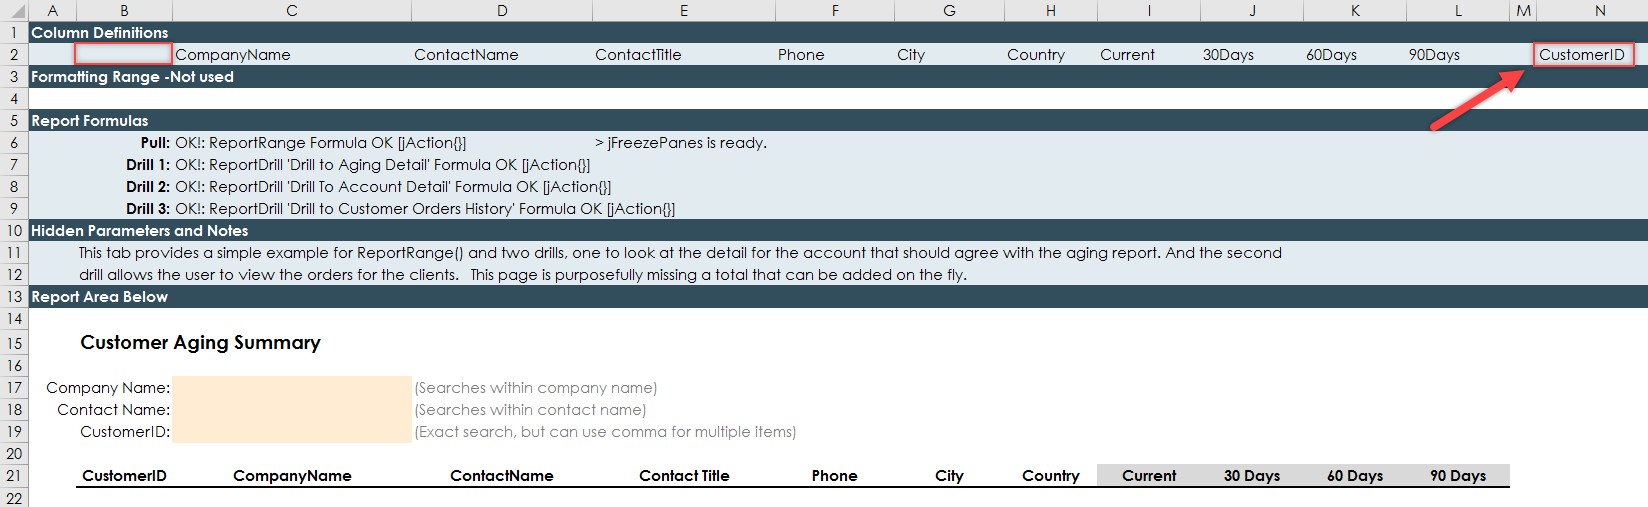 A B C D E F G H I J K L M N
1 Column Definitions
2 CompanyName ContactName ContactTitle Phone City Country Current 30Days 60Days 90Days CustomerID
3 Formatting Range -Not used
4
5 Report Formulas
6 Pull: OK!: ReportRange Formula OK [jAction{}] > jFreezePanes is ready.
7 Drill 1: OK!: ReportDrill 'Drill to Aging Detail' Formula OK [jAction{}]
8 Drill 2: OK!: ReportDrill 'Drill To Account Detail' Formula OK [jAction{}]
9 Drill 3: OK!: ReportDrill 'Drill to Customer Orders History' Formula OK [jAction{}]
10 Hidden Parameters and Notes
11 This tab provides a simple example for ReportRange() and two drills, one to look at the detail for the account that should agree with the aging report. And the second
12 drill allows the user to view the orders for the clients. This page is purposefully missing a total that can be added on the fly.
13 Report Area Below
14
15 Customer Aging Summary
16
17 Company Name: (Searches within company name)
18 Contact Name: (Searches within contact name)
19 CustomerID: (Exact search, but can use comma for multiple items)
20
21 CustomerID CompanyName ContactName Contact Title Phone City Country Current 30 Days 60 Days 90 Days
22